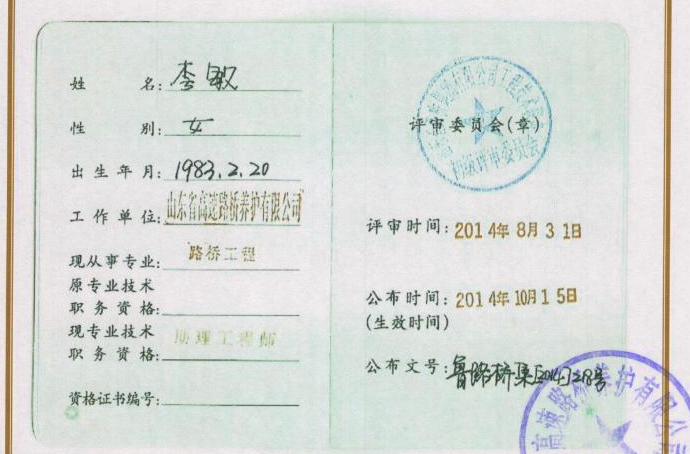 姓 名: 李敏
性 别: 女
出生年月: 1983.2.20
工作单位: 山东省高速路桥养护有限公司
现从事专业: 路桥工程
原专业技术
职务资格:
现专业技术
职务资格: 助理工程师
资格证书编号:
初级评审委员会
评审委员会(章)
评审时间: 2014年8月31日
公布时间: 2014年10月15日
(生效时间)
公布文号: 鲁路桥集[2014]218号
高速路桥养护有限公司